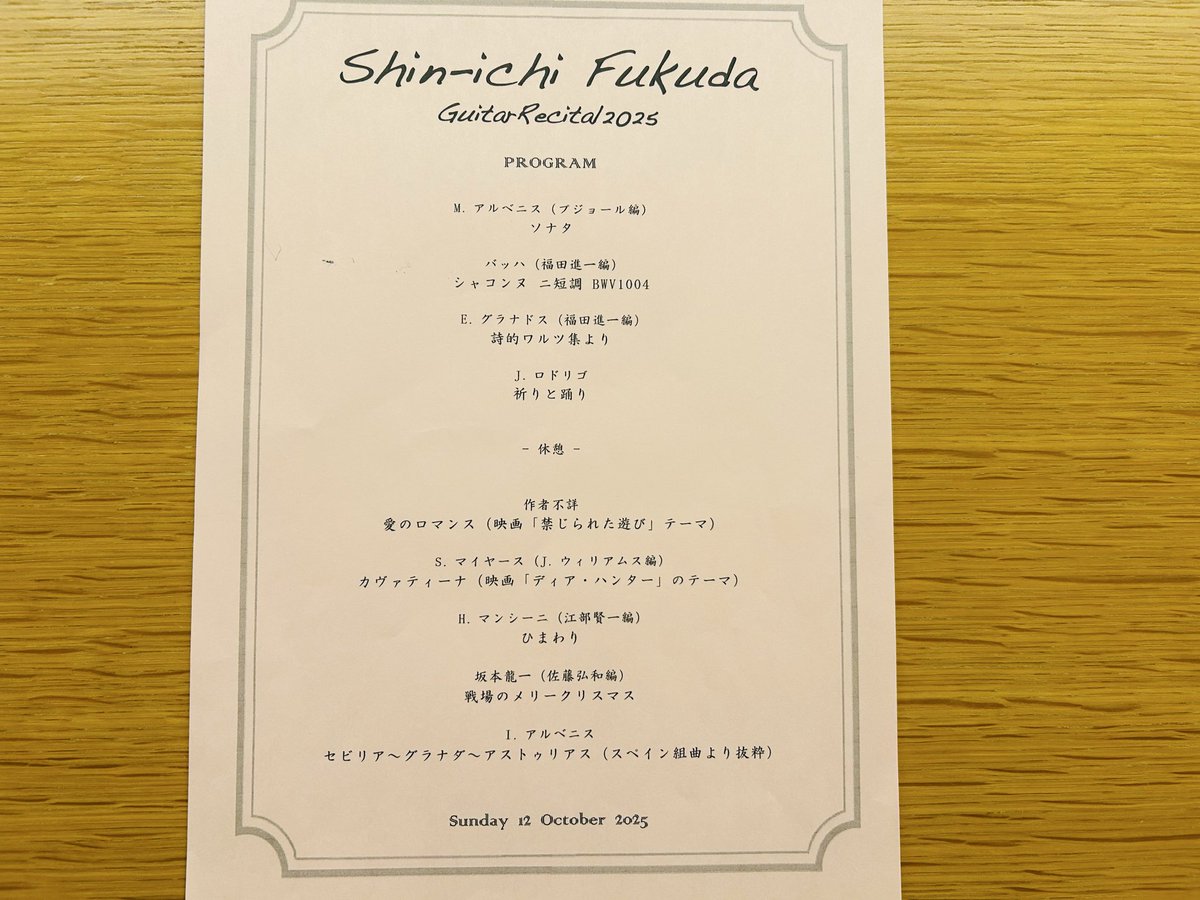 Shin-ichi Fukuda
Guitar Recital 2025
PROGRAM
M. アルベニス（プジョール編）
ソナタ
バッハ（福田進一編）
シャコンヌ ニ短調 BWV1004
E. グラナドス（福田進一編）
詩的ワルツ集より
J. ロドリゴ
祈りと踊り
– 休憩 –
作者不詳
愛のロマンス（映画「禁じられた遊び」テーマ）
S. マイヤース（J. ウィリアムス編）
カヴァティーナ（映画「ディア・ハンター」のテーマ）
H. マンシーニ（江部賢一編）
ひまわり
坂本龍一（佐藤弘和編）
戦場のメリークリスマス
I. アルベニス
セビリア～グラナダ～アストゥリアス（スペイン組曲より抜粋）
Sunday 12 October 2025